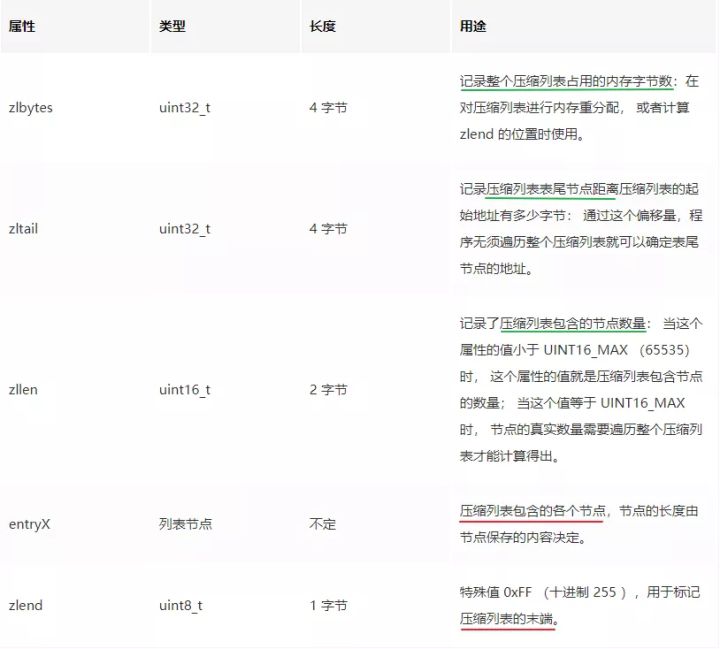 属性 类型 长度 用途
记录整个压缩列表占用的内存字节数：在
对压缩列表进行内存重分配， 或者计算
zlbytes uint32_t 4 字节
zlend 的位置时使用。
记录压缩列表表尾节点距离压缩列表的起
始地址有多少字节： 通过这个偏移量，程
zltail uint32_t 4 字节
序无须遍历整个压缩列表就可以确定表尾
节点的地址。
记录了压缩列表包含的节点数量： 当这个
属性的值小于 UINT16_MAX （65535）
时， 这个属性的值就是压缩列表包含节点
zllen uint16_t 2 字节
的数量； 当这个值等于 UINT16_MAX
时， 节点的真实数量需要遍历整个压缩列
表才能计算得出。
压缩列表包含的各个节点，节点的长度由
entryX 列表节点 不定
节点保存的内容决定。
特殊值 0xFF （十进制 255 ），用于标记
zlend uint8_t 1 字节
压缩列表的末端。